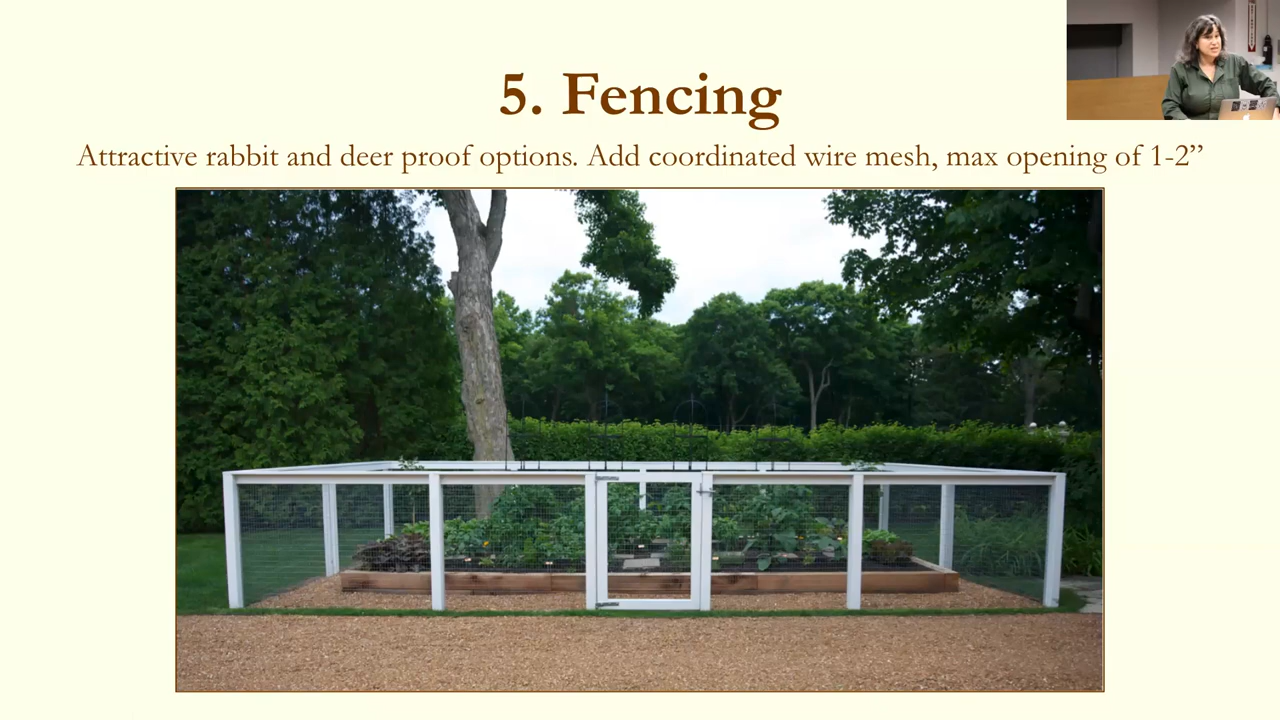 5. Fencing
Attractive rabbit and deer proof options. Add coordinated wire mesh, max opening of 1-2”